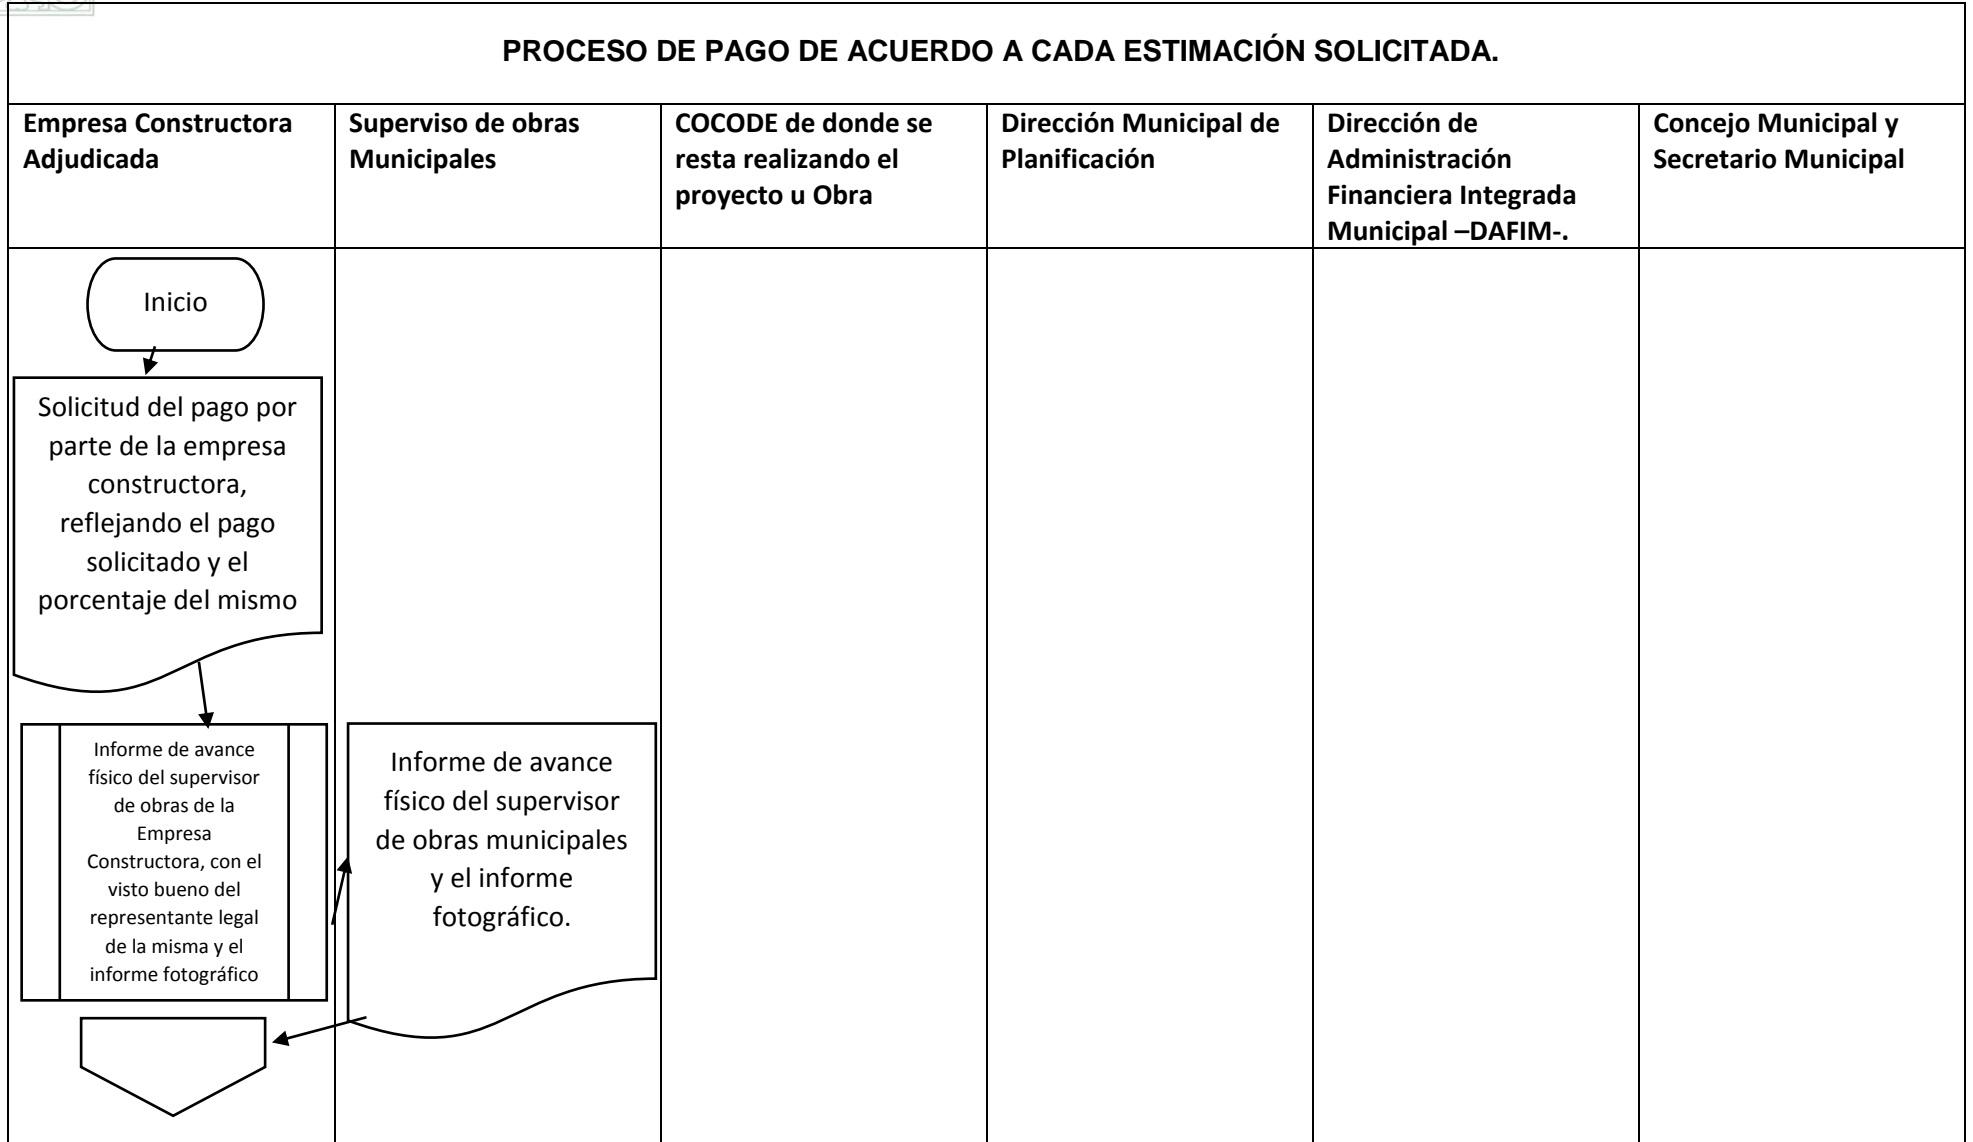 PROCESO DE PAGO DE ACUERDO A CADA ESTIMACIÓN SOLICITADA.
Empresa Constructora
Adjudicada
Superviso de obras
Municipales
COCODE de donde se
resta realizando el
proyecto u Obra
Dirección Municipal de
Planificación
Dirección de
Administración
Financiera Integrada
Municipal –DAFIM-.
Concejo Municipal y
Secretario Municipal
Inicio
Solicitud del pago por
parte de la empresa
constructora,
reflejando el pago
solicitado y el
porcentaje del mismo
Informe de avance
físico del supervisor
de obras de la
Empresa
Constructora, con el
visto bueno del
representante legal
de la misma y el
informe fotográfico
Informe de avance
físico del supervisor
de obras municipales
y el informe
fotográfico.